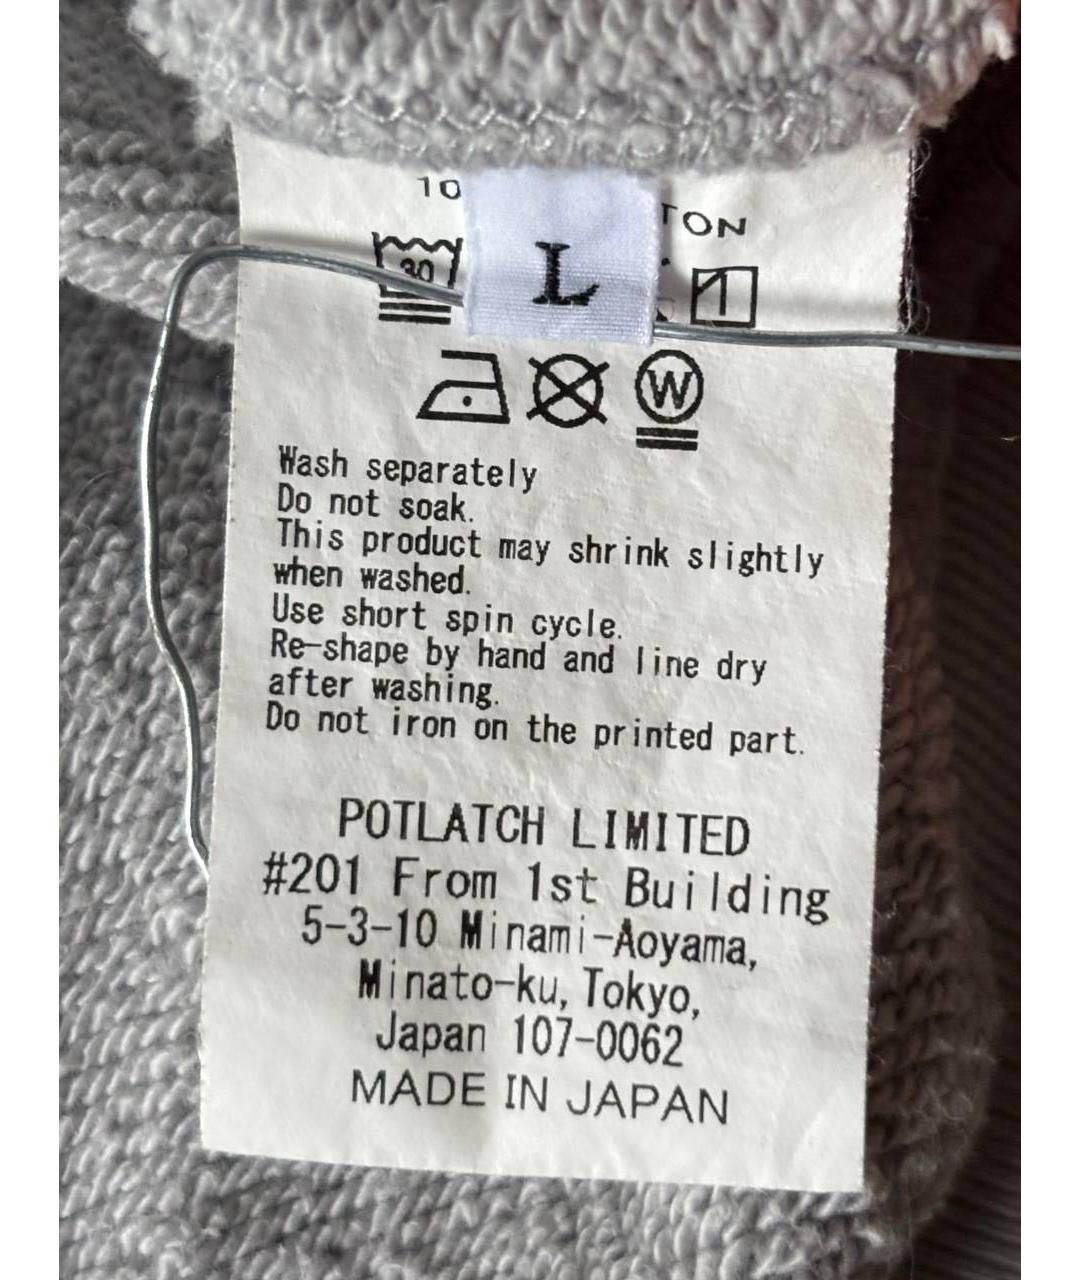 10
TON
30
L
W
Wash separately
Do not soak.
This product may shrink slightly
when washed.
Use short spin cycle.
Re-shape by hand and line dry
after washing.
Do not iron on the printed part.
POTLATCH LIMITED
#201 From 1st Building
5-3-10 Minami-Aoyama,
Minato-ku, Tokyo,
Japan 107-0062
MADE IN JAPAN